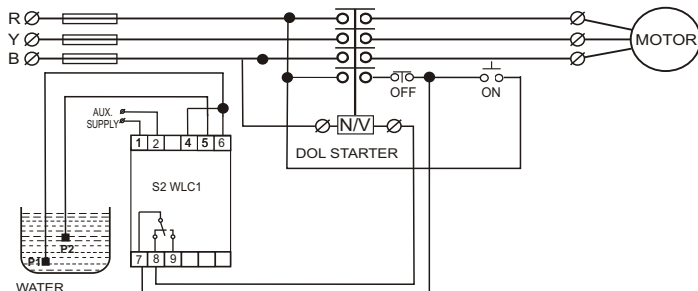 R
Y
B
MOTOR
OFF
ON
AUX.
SUPPLY
N/V
1 2 4 5 6
DOL STARTER
S2 WLC1
P2
P1
7 8 9
WATER